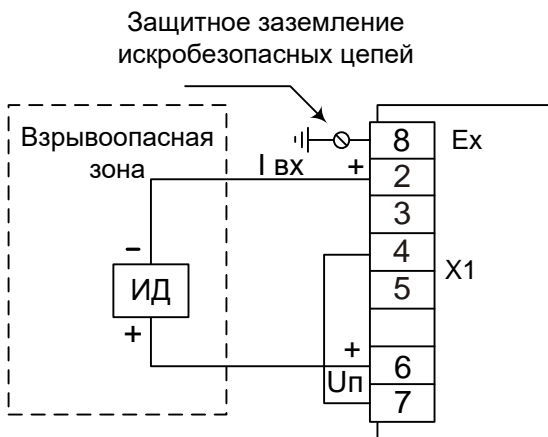 Защитное заземление
искробезопасных цепей
Взрывоопасная
зона
8 Ex
I вх + 2
3
4
X1
5
−
ИД
+
+ 6
Uп 7